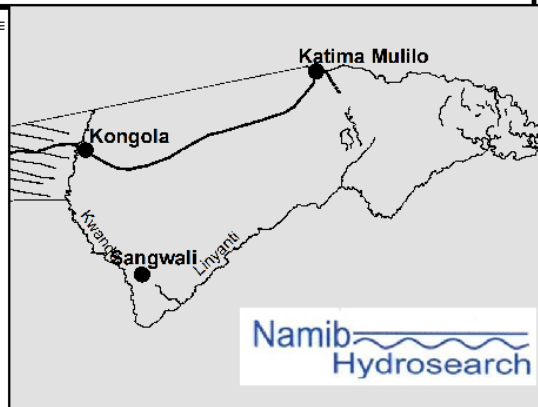 E
Katima Mulilo
Kongola
Kwando
Sangwali
Linyanti
Namib
Hydrosearch